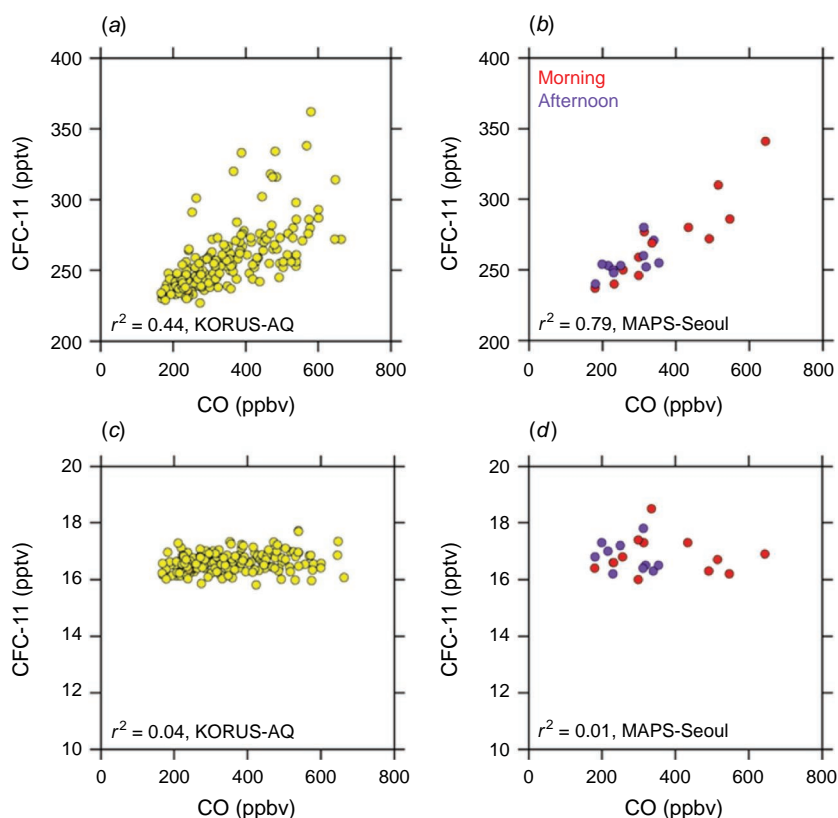 (a)
400
350
300
250
200
CFC-11 (pptv)
r² = 0.44, KORUS-AQ
0 200 400 600 800
CO (ppbv)
(b)
400
350
300
250
200
CFC-11 (pptv)
Morning
Afternoon
r² = 0.79, MAPS-Seoul
0 200 400 600 800
CO (ppbv)
(c)
20
18
16
14
12
10
CFC-11 (pptv)
r² = 0.04, KORUS-AQ
0 200 400 600 800
CO (ppbv)
(d)
20
18
16
14
12
10
CFC-11 (pptv)
r² = 0.01, MAPS-Seoul
0 200 400 600 800
CO (ppbv)